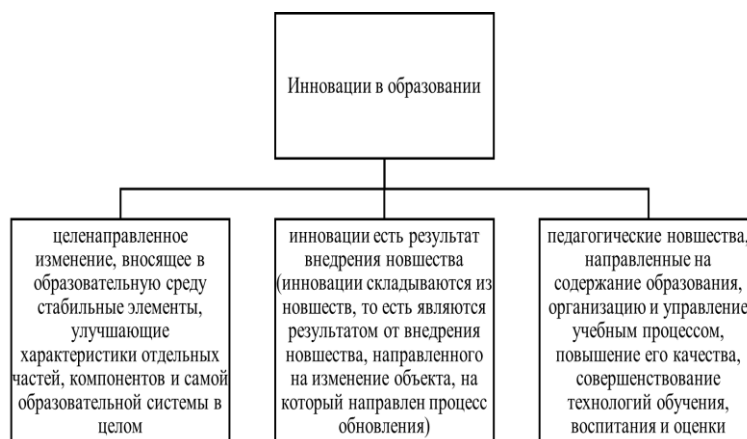 Инновации в образовании
целенаправленное
изменение, вносящее в
образовательную среду
стабильные элементы,
улучшающие
характеристики отдельных
частей, компонентов и самой
образовательной системы в
целом
инновации есть результат
внедрения новшества
(инновации складываются из
новшеств, то есть являются
результатом от внедрения
новшества, направленного
на изменение объекта, на
который направлен процесс
обновления)
педагогические новшества,
направленные на
содержание образования,
организацию и управление
учебным процессом,
повышение его качества,
совершенствование
технологий обучения,
воспитания и оценки